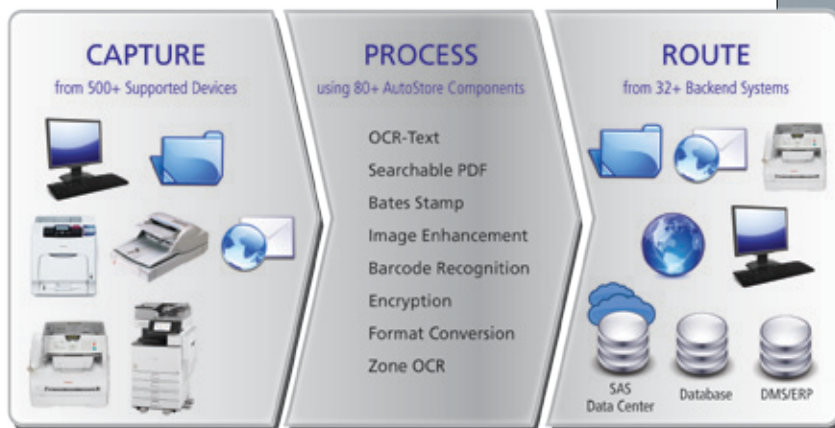 CAPTURE
from 500+ Supported Devices
PROCESS
using 80+ AutoStore Components
OCR-Text
Searchable PDF
Bates Stamp
Image Enhancement
Barcode Recognition
Encryption
Format Conversion
Zone OCR
ROUTE
from 32+ Backend Systems
SAS
Data Center
Database
DMS/ERP